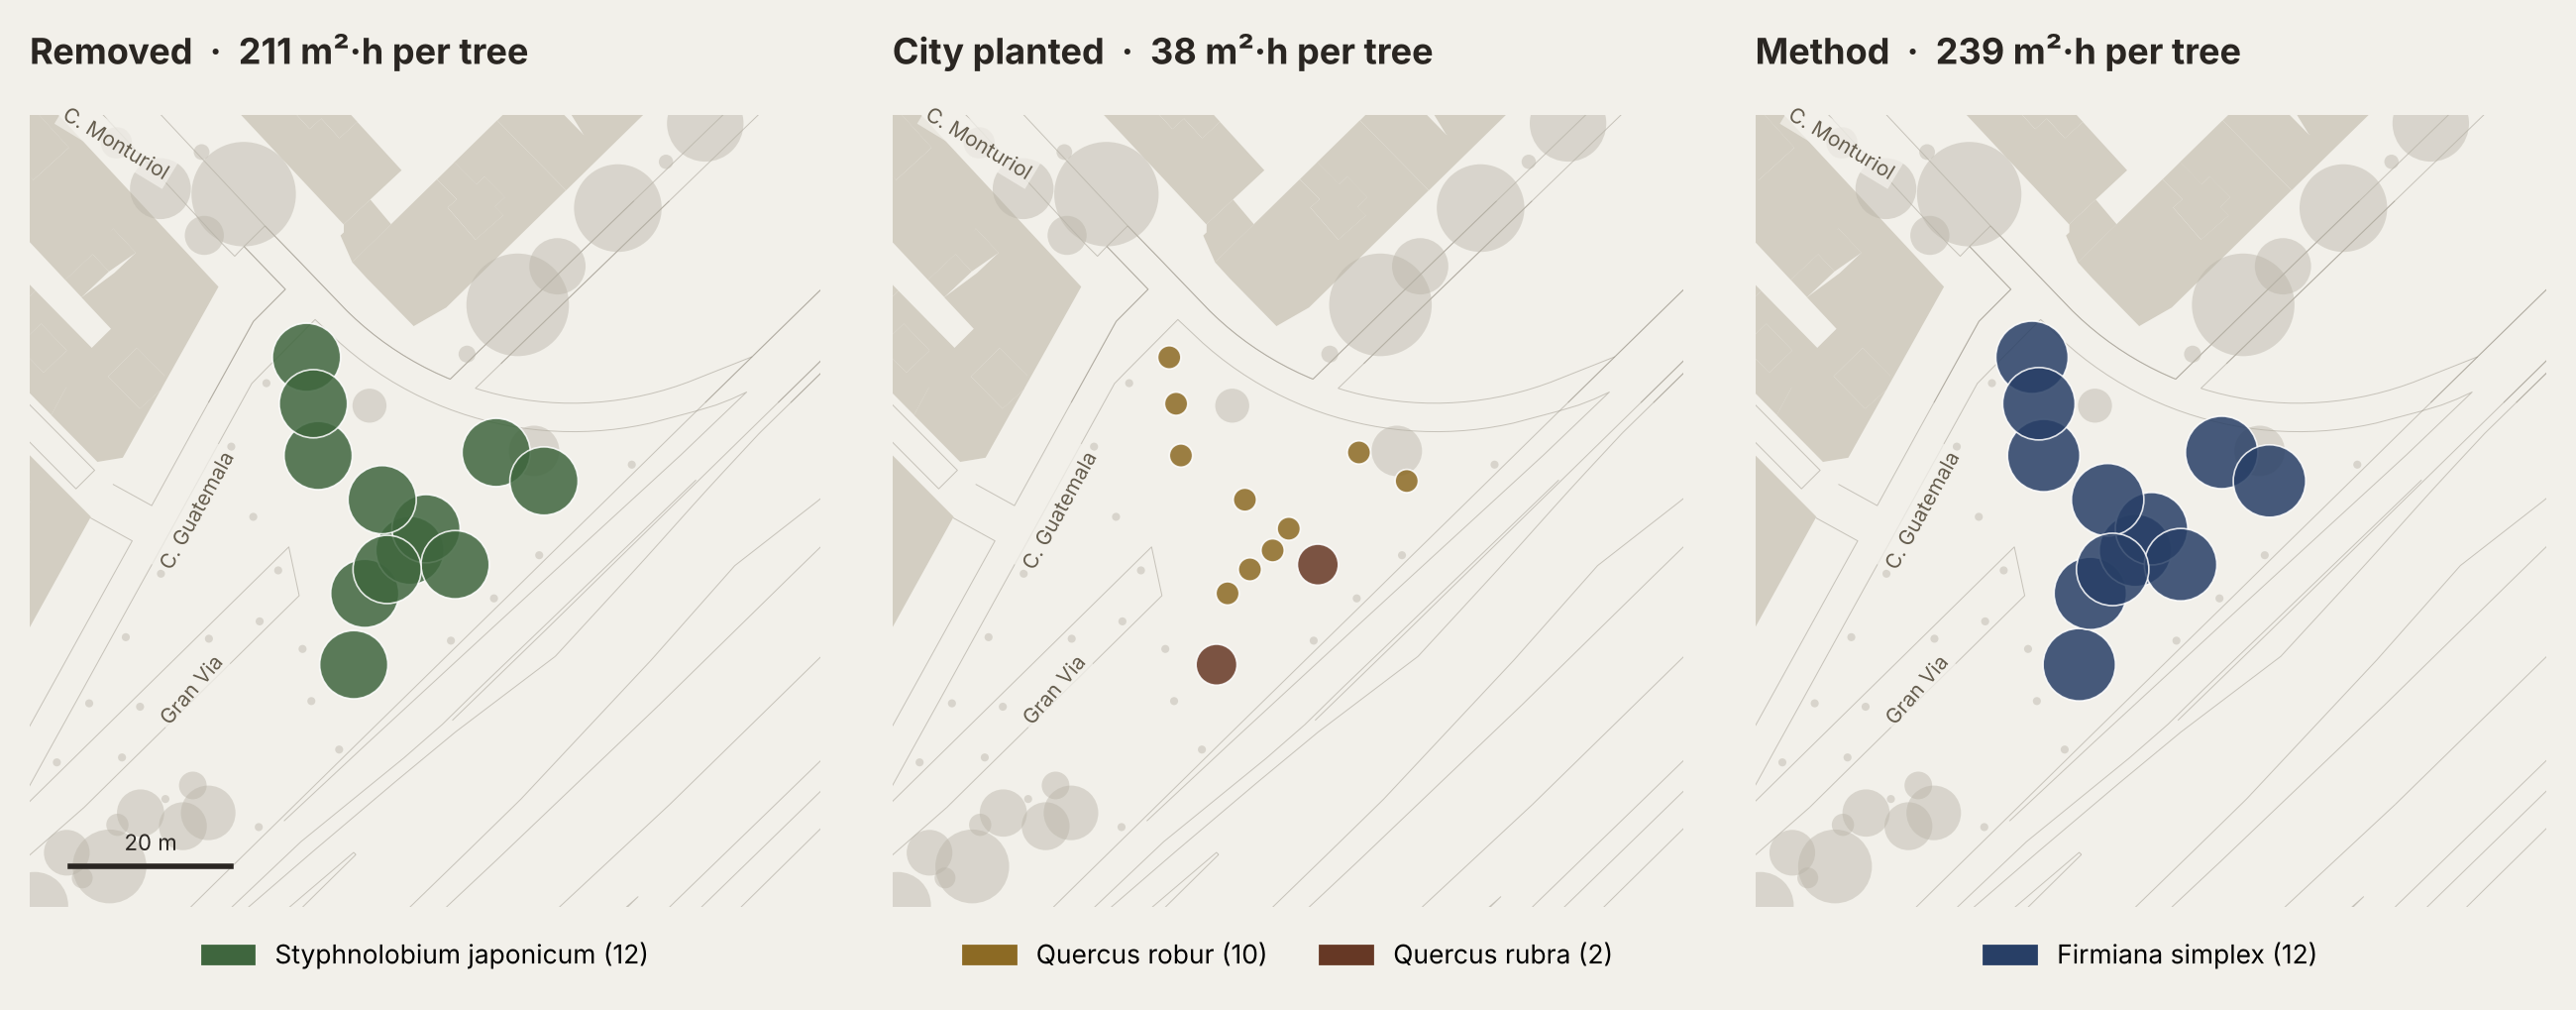 Removed · 211 m²·h per tree
City planted · 38 m²·h per tree
Method · 239 m²·h per tree
C. Monturiol
C. Guatemala
Gran Via
20 m
C. Monturiol
C. Guatemala
Gran Via
C. Monturiol
C. Guatemala
Gran Via
Styphnolobium japonicum (12)
Quercus robur (10)
Quercus rubra (2)
Firmiana simplex (12)